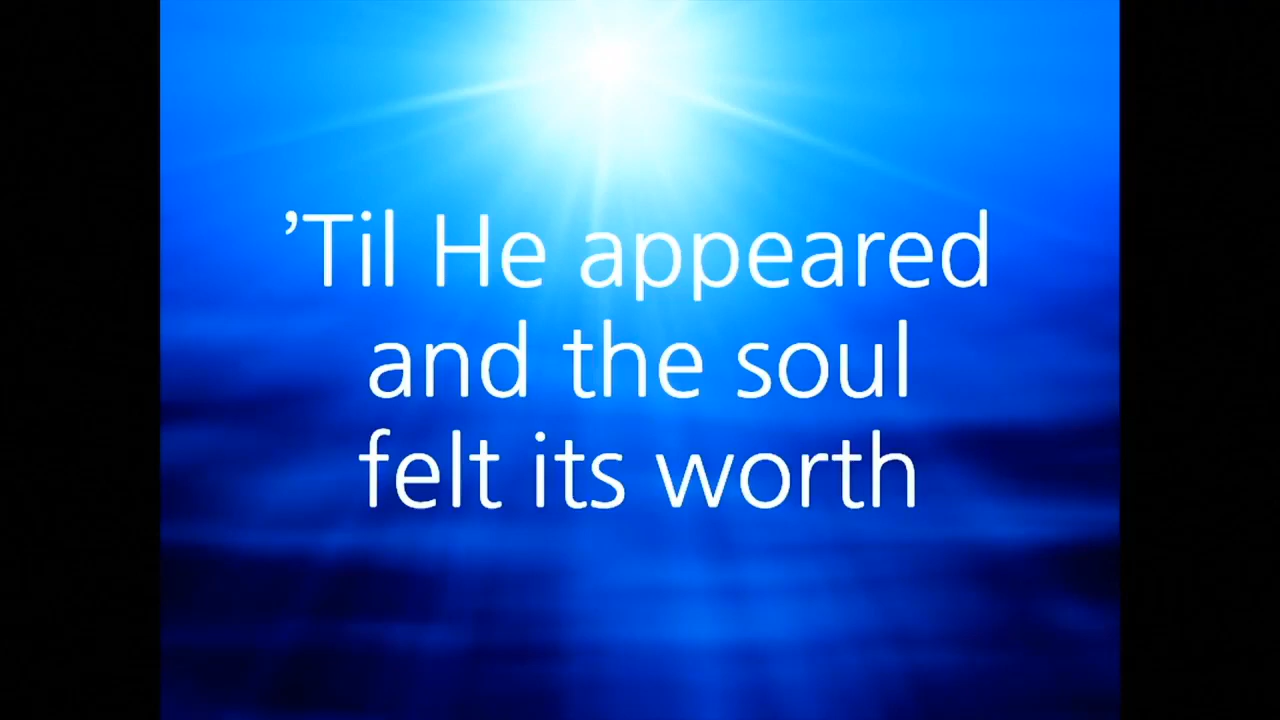 ’Til He appeared
and the soul
felt its worth